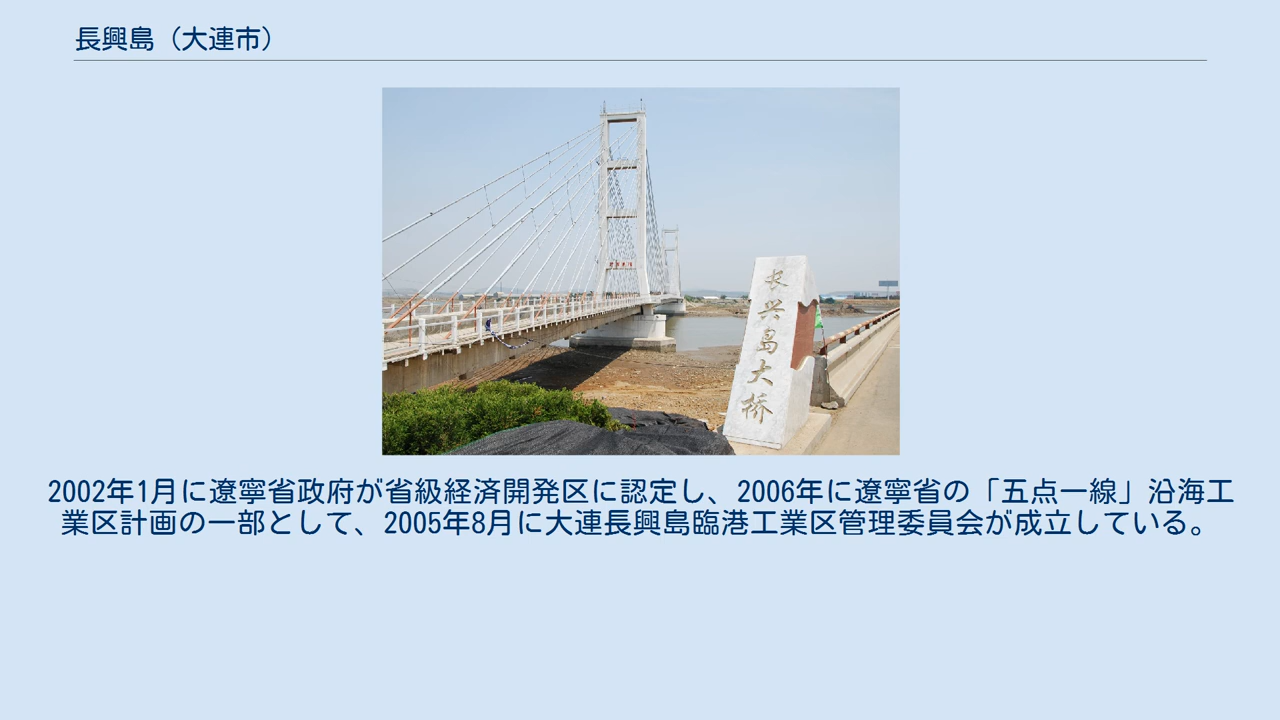 長興島（大連市）
长兴岛大桥
2002年1月に遼寧省政府が省級経済開発区に認定し、2006年に遼寧省の「五点一線」沿海工
業区計画の一部として、2005年8月に大連長興島臨港工業区管理委員会が成立している。